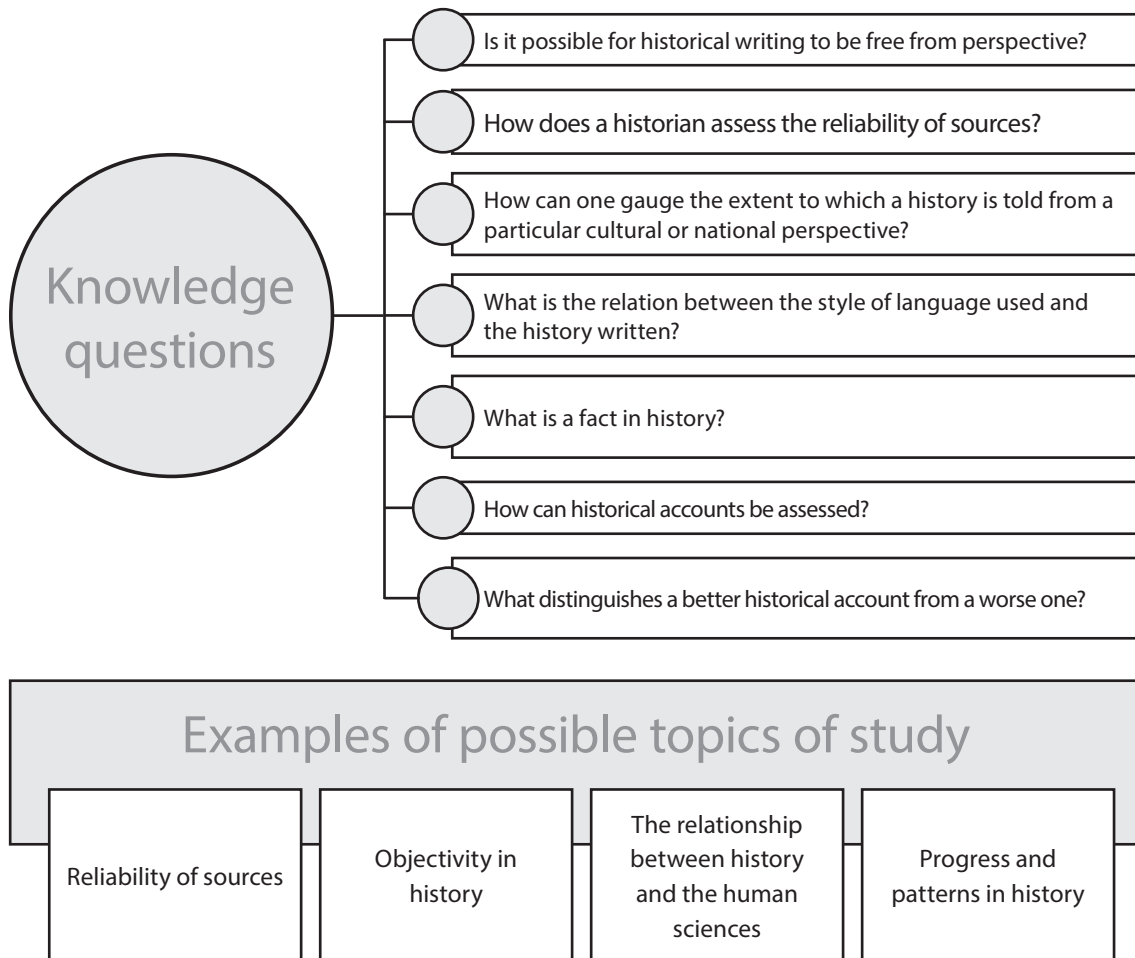 Knowledge
questions
Is it possible for historical writing to be free from perspective?
How does a historian assess the reliability of sources?
How can one gauge the extent to which a history is told from a
particular cultural or national perspective?
What is the relation between the style of language used and
the history written?
What is a fact in history?
How can historical accounts be assessed?
What distinguishes a better historical account from a worse one?
Examples of possible topics of study
Reliability of sources
Objectivity in
history
The relationship
between history
and the human
sciences
Progress and
patterns in history